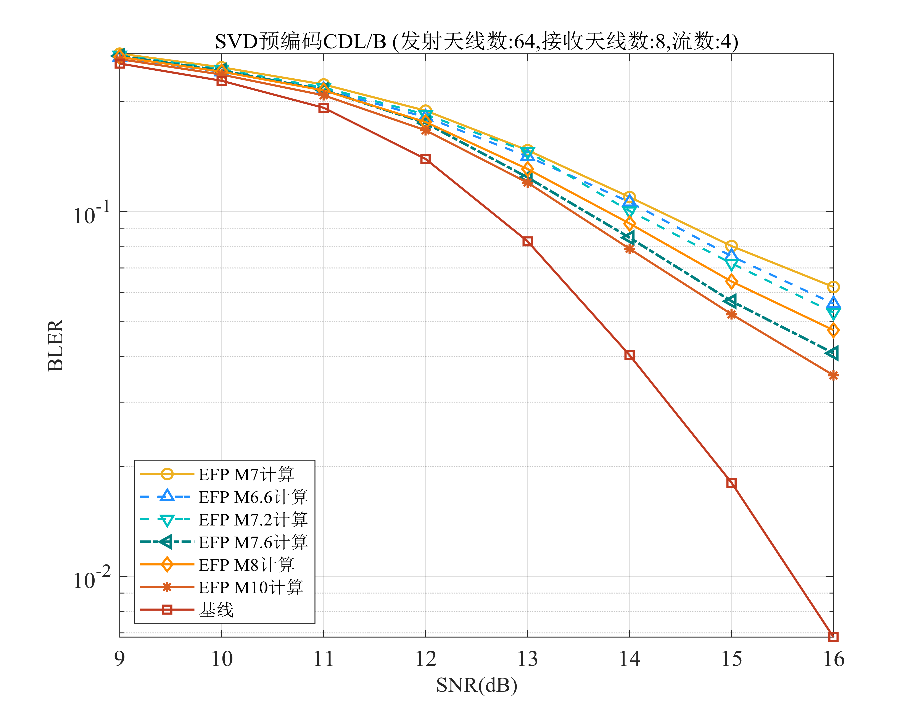 SVD预编码CDL/B (发射天线数:64,接收天线数:8,流数:4)
10-1
10-2
BLER
EFP M7计算
EFP M6.6计算
EFP M7.2计算
EFP M7.6计算
EFP M8计算
EFP M10计算
基线
9 10 11 12 13 14 15 16
SNR(dB)